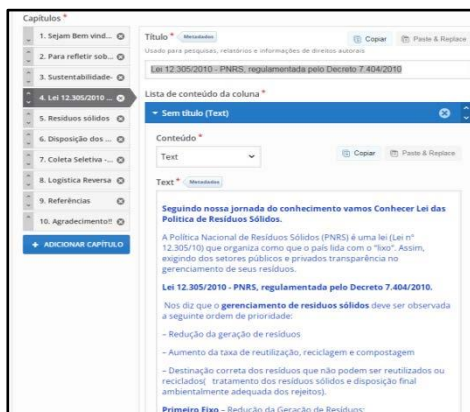 Capítulos *
1. Sejam Bem vind...
2. Para refletir sob...
3. Sustentabilidade-
4. Lei 12.305/2010 ...
5. Resíduos sólidos
6. Disposição dos ...
7. Coleta Seletiva -...
8. Logística Reversa
9. Referências
10. Agradecimento!!
+ ADICIONAR CAPÍTULO
Título * Metadados
Copiar Paste & Replace
Usado para pesquisas, relatórios e informações de direitos autorais
Lei 12.305/2010 - PNRS, regulamentada pelo Decreto 7.404/2010
Lista de conteúdo da coluna *
Sem título (Text)
Conteúdo *
Text
Copiar Paste & Replace
Text * Metadados
Seguindo nossa jornada do conhecimento vamos Conhecer Lei das
Politica de Resíduos Sólidos.
A Política Nacional de Resíduos Sólidos (PNRS) é uma lei (Lei nº
12.305/10) que organiza como que o país lida com o "lixo". Assim,
exigindo dos setores públicos e privados transparência no
gerenciamento de seus resíduos.
Lei 12.305/2010 - PNRS, regulamentada pelo Decreto 7.404/2010.
Nos diz que o gerenciamento de resíduos sólidos deve ser observada
a seguinte ordem de prioridade:
– Redução da geração de resíduos
– Aumento da taxa de reutilização, reciclagem e compostagem
– Destinação correta dos resíduos que não podem ser reutilizados ou
reciclados( tratamento dos resíduos sólidos e disposição final
ambientalmente adequada dos rejeitos).
Primeiro Eixo – Redução da Geração de Resíduos: